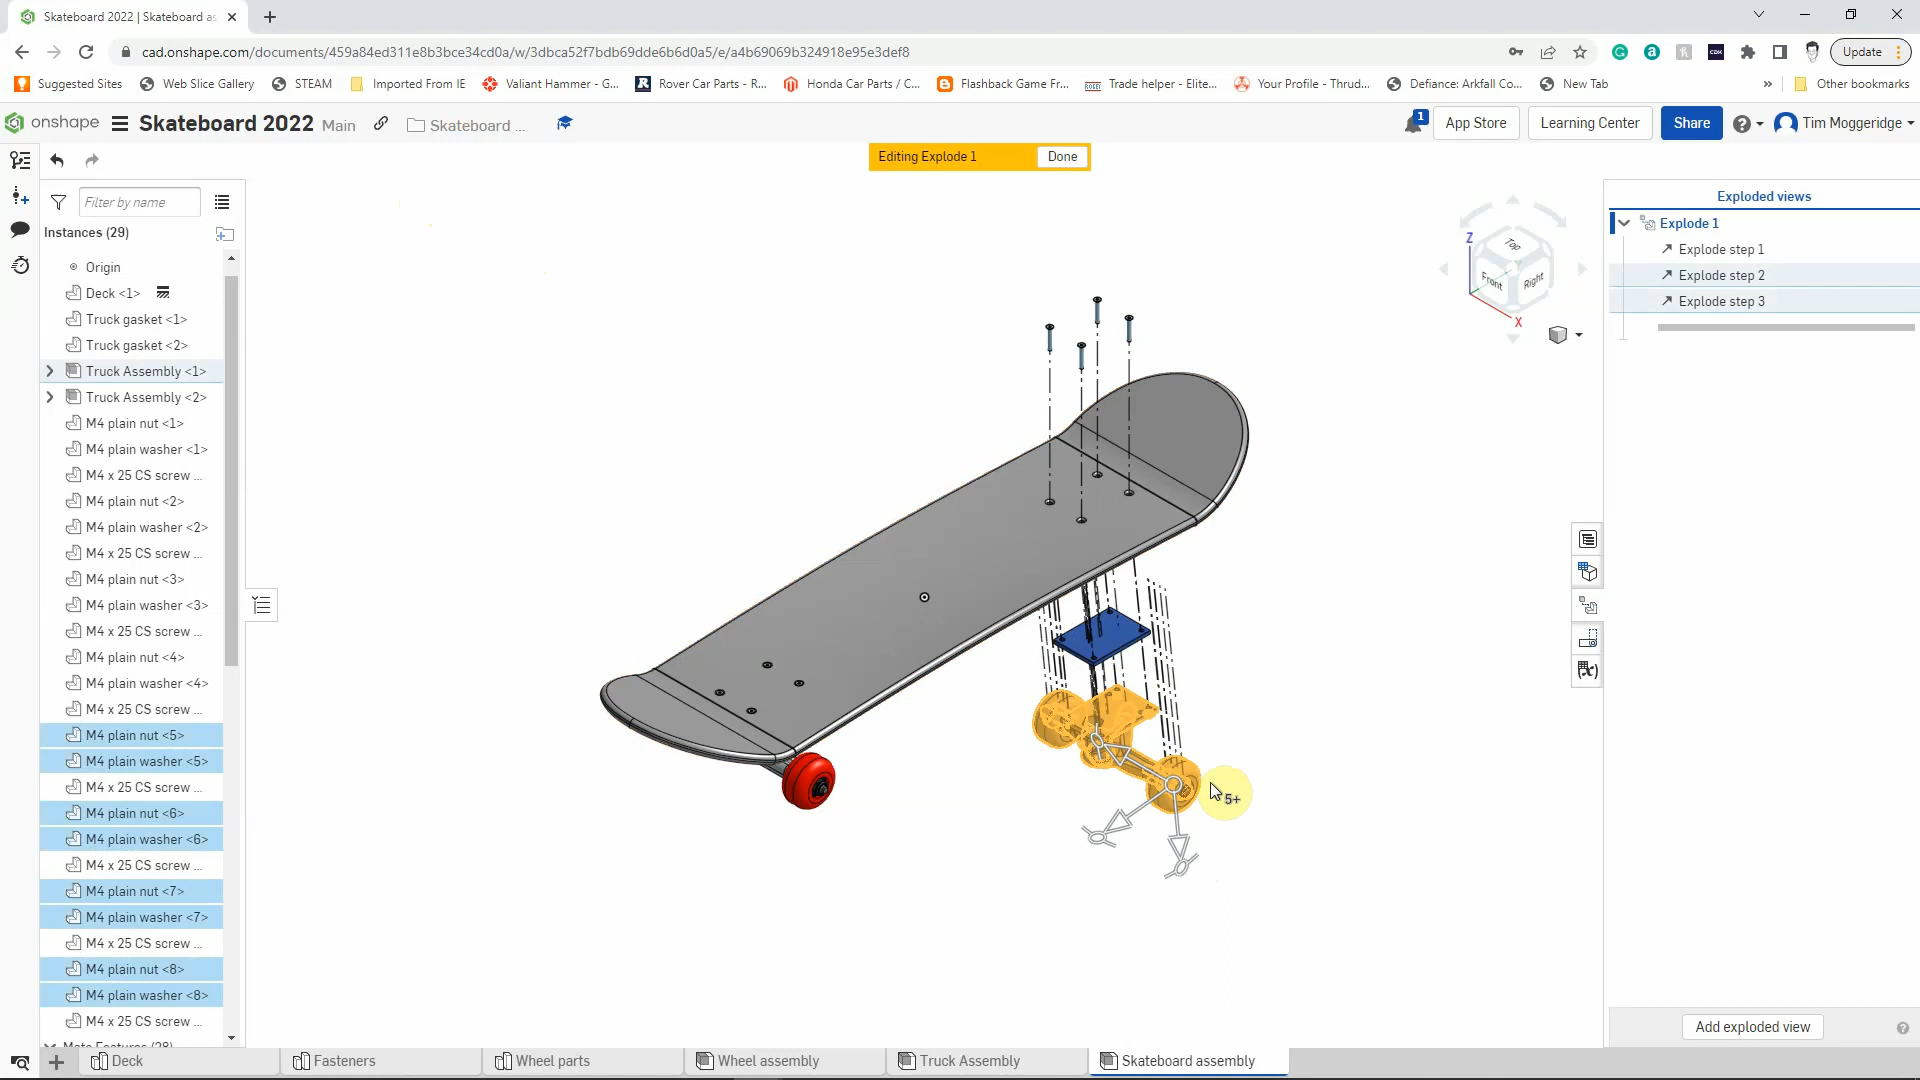 Skateboard 2022 | Skateboard as
cad.onshape.com/documents/459a84ed311e8b3bce34cd0a/w/3dbca52f7bdb69dde6b6d0a5/e/a4b69069b324918e95e3def8
Update
Suggested Sites
Web Slice Gallery
STEAM
Imported From IE
Valiant Hammer - G...
Rover Car Parts - R...
Honda Car Parts / C...
Flashback Game Fr...
Trade helper - Elite...
Your Profile - Thrud...
Defiance: Arkfall Co...
New Tab
»
Other bookmarks
onshape
Skateboard 2022 Main
Skateboard ...
1
App Store
Learning Center
Share
Tim Moggeridge
Editing Explode 1
Done
Filter by name
Instances (29)
Origin
Deck <1>
Truck gasket <1>
Truck gasket <2>
Truck Assembly <1>
Truck Assembly <2>
M4 plain nut <1>
M4 plain washer <1>
M4 x 25 CS screw ...
M4 plain nut <2>
M4 plain washer <2>
M4 x 25 CS screw ...
M4 plain nut <3>
M4 plain washer <3>
M4 x 25 CS screw ...
M4 plain nut <4>
M4 plain washer <4>
M4 x 25 CS screw ...
M4 plain nut <5>
M4 plain washer <5>
M4 x 25 CS screw ...
M4 plain nut <6>
M4 plain washer <6>
M4 x 25 CS screw ...
M4 plain nut <7>
M4 plain washer <7>
M4 x 25 CS screw ...
M4 plain nut <8>
M4 plain washer <8>
M4 x 25 CS screw ...
Mate Features (28)
Z
Top
Front
Right
X
5+
Exploded views
Explode 1
Explode step 1
Explode step 2
Explode step 3
(x)
Add exploded view
Deck
Fasteners
Wheel parts
Wheel assembly
Truck Assembly
Skateboard assembly